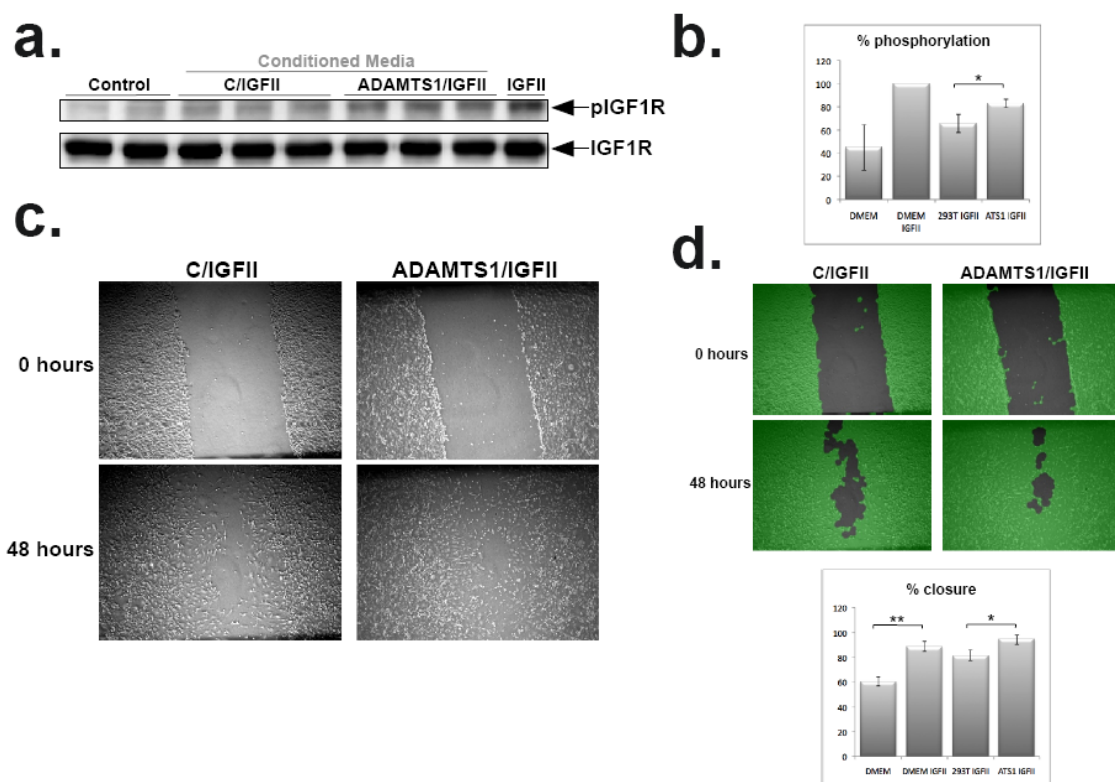 a.
Conditioned Media
Control C/IGFII ADAMTS1/IGFII IGFII
pIGF1R
IGF1R
b.
% phosphorylation
120
100
80
60
40
20
0
*
DMEM DMEM IGFII 293T IGFII ATS1 IGFII
c.
C/IGFII ADAMTS1/IGFII
0 hours
48 hours
d.
C/IGFII ADAMTS1/IGFII
0 hours
48 hours
% closure
120
100
80
60
40
20
0
** *
DMEM DMEM IGFII 293T IGFII ATS1 IGFII